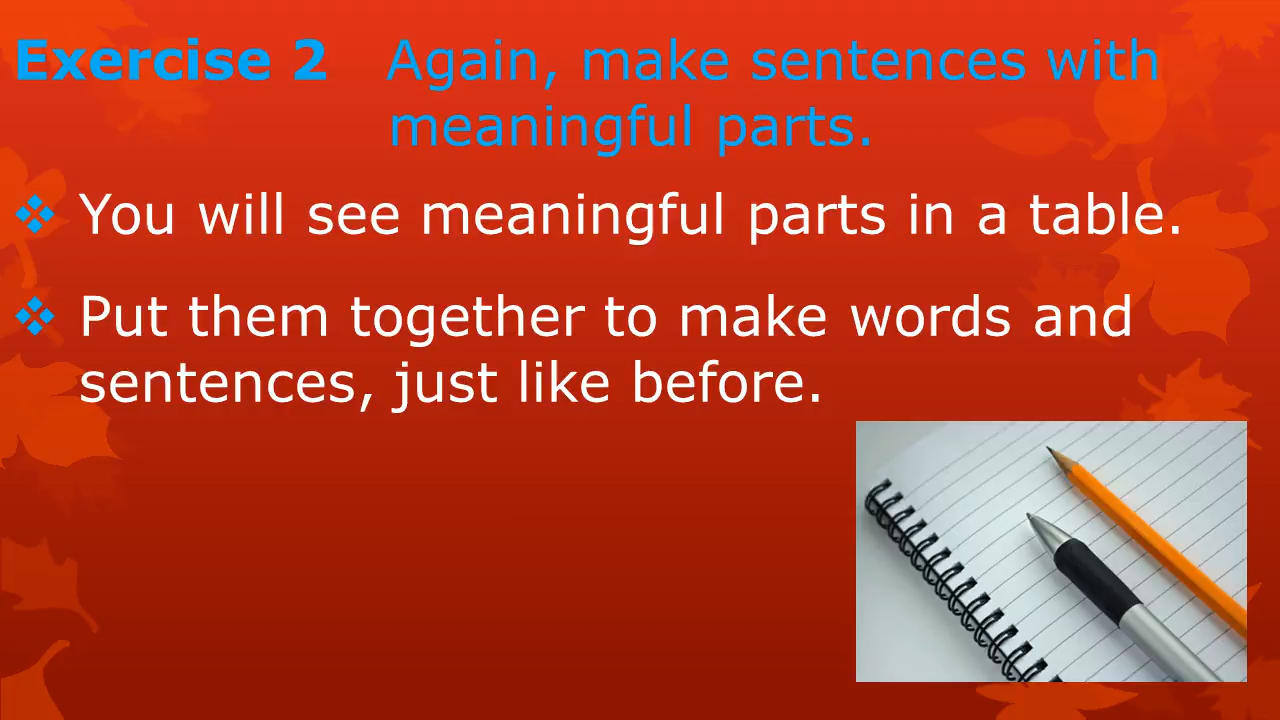 Exercise 2 Again, make sentences with
meaningful parts.
❖ You will see meaningful parts in a table.
❖ Put them together to make words and
sentences, just like before.